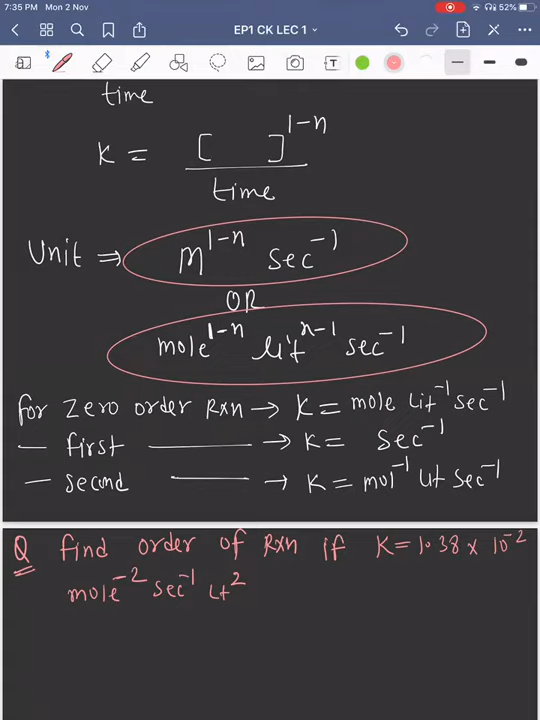 7:35 PM Mon 2 Nov
52%
EP1 CK LEC 1
time
K = [ ]^1-n
time
Unit ⇒ M^1-n sec^-1
OR
mole^1-n Lit^n-1 sec^-1
for zero order Rxn → K = mole Lit^-1 sec^-1
— first —— → K = sec^-1
— second —— → K = mol^-1 Lit sec^-1
Q find order of Rxn if K = 1.38 x 10^-2
mole^-2 sec^-1 Lt^2